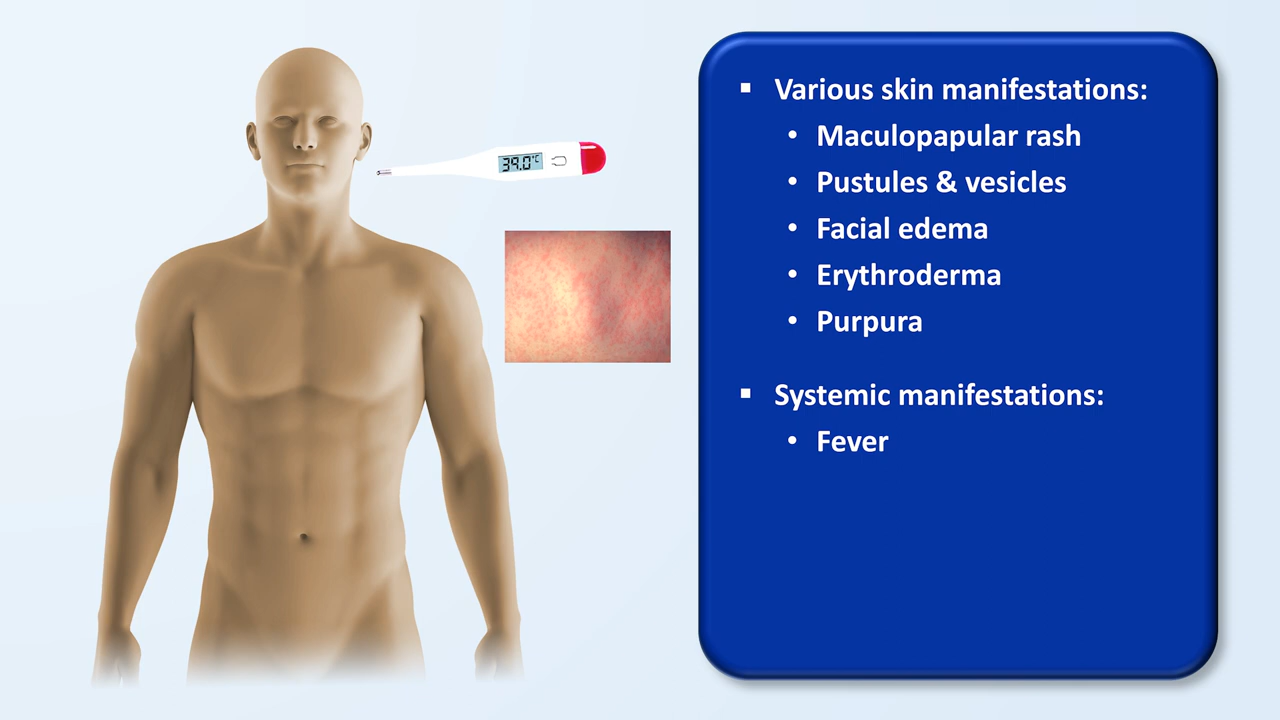 39.0°C
▪ Various skin manifestations:
• Maculopapular rash
• Pustules & vesicles
• Facial edema
• Erythroderma
• Purpura
▪ Systemic manifestations:
• Fever